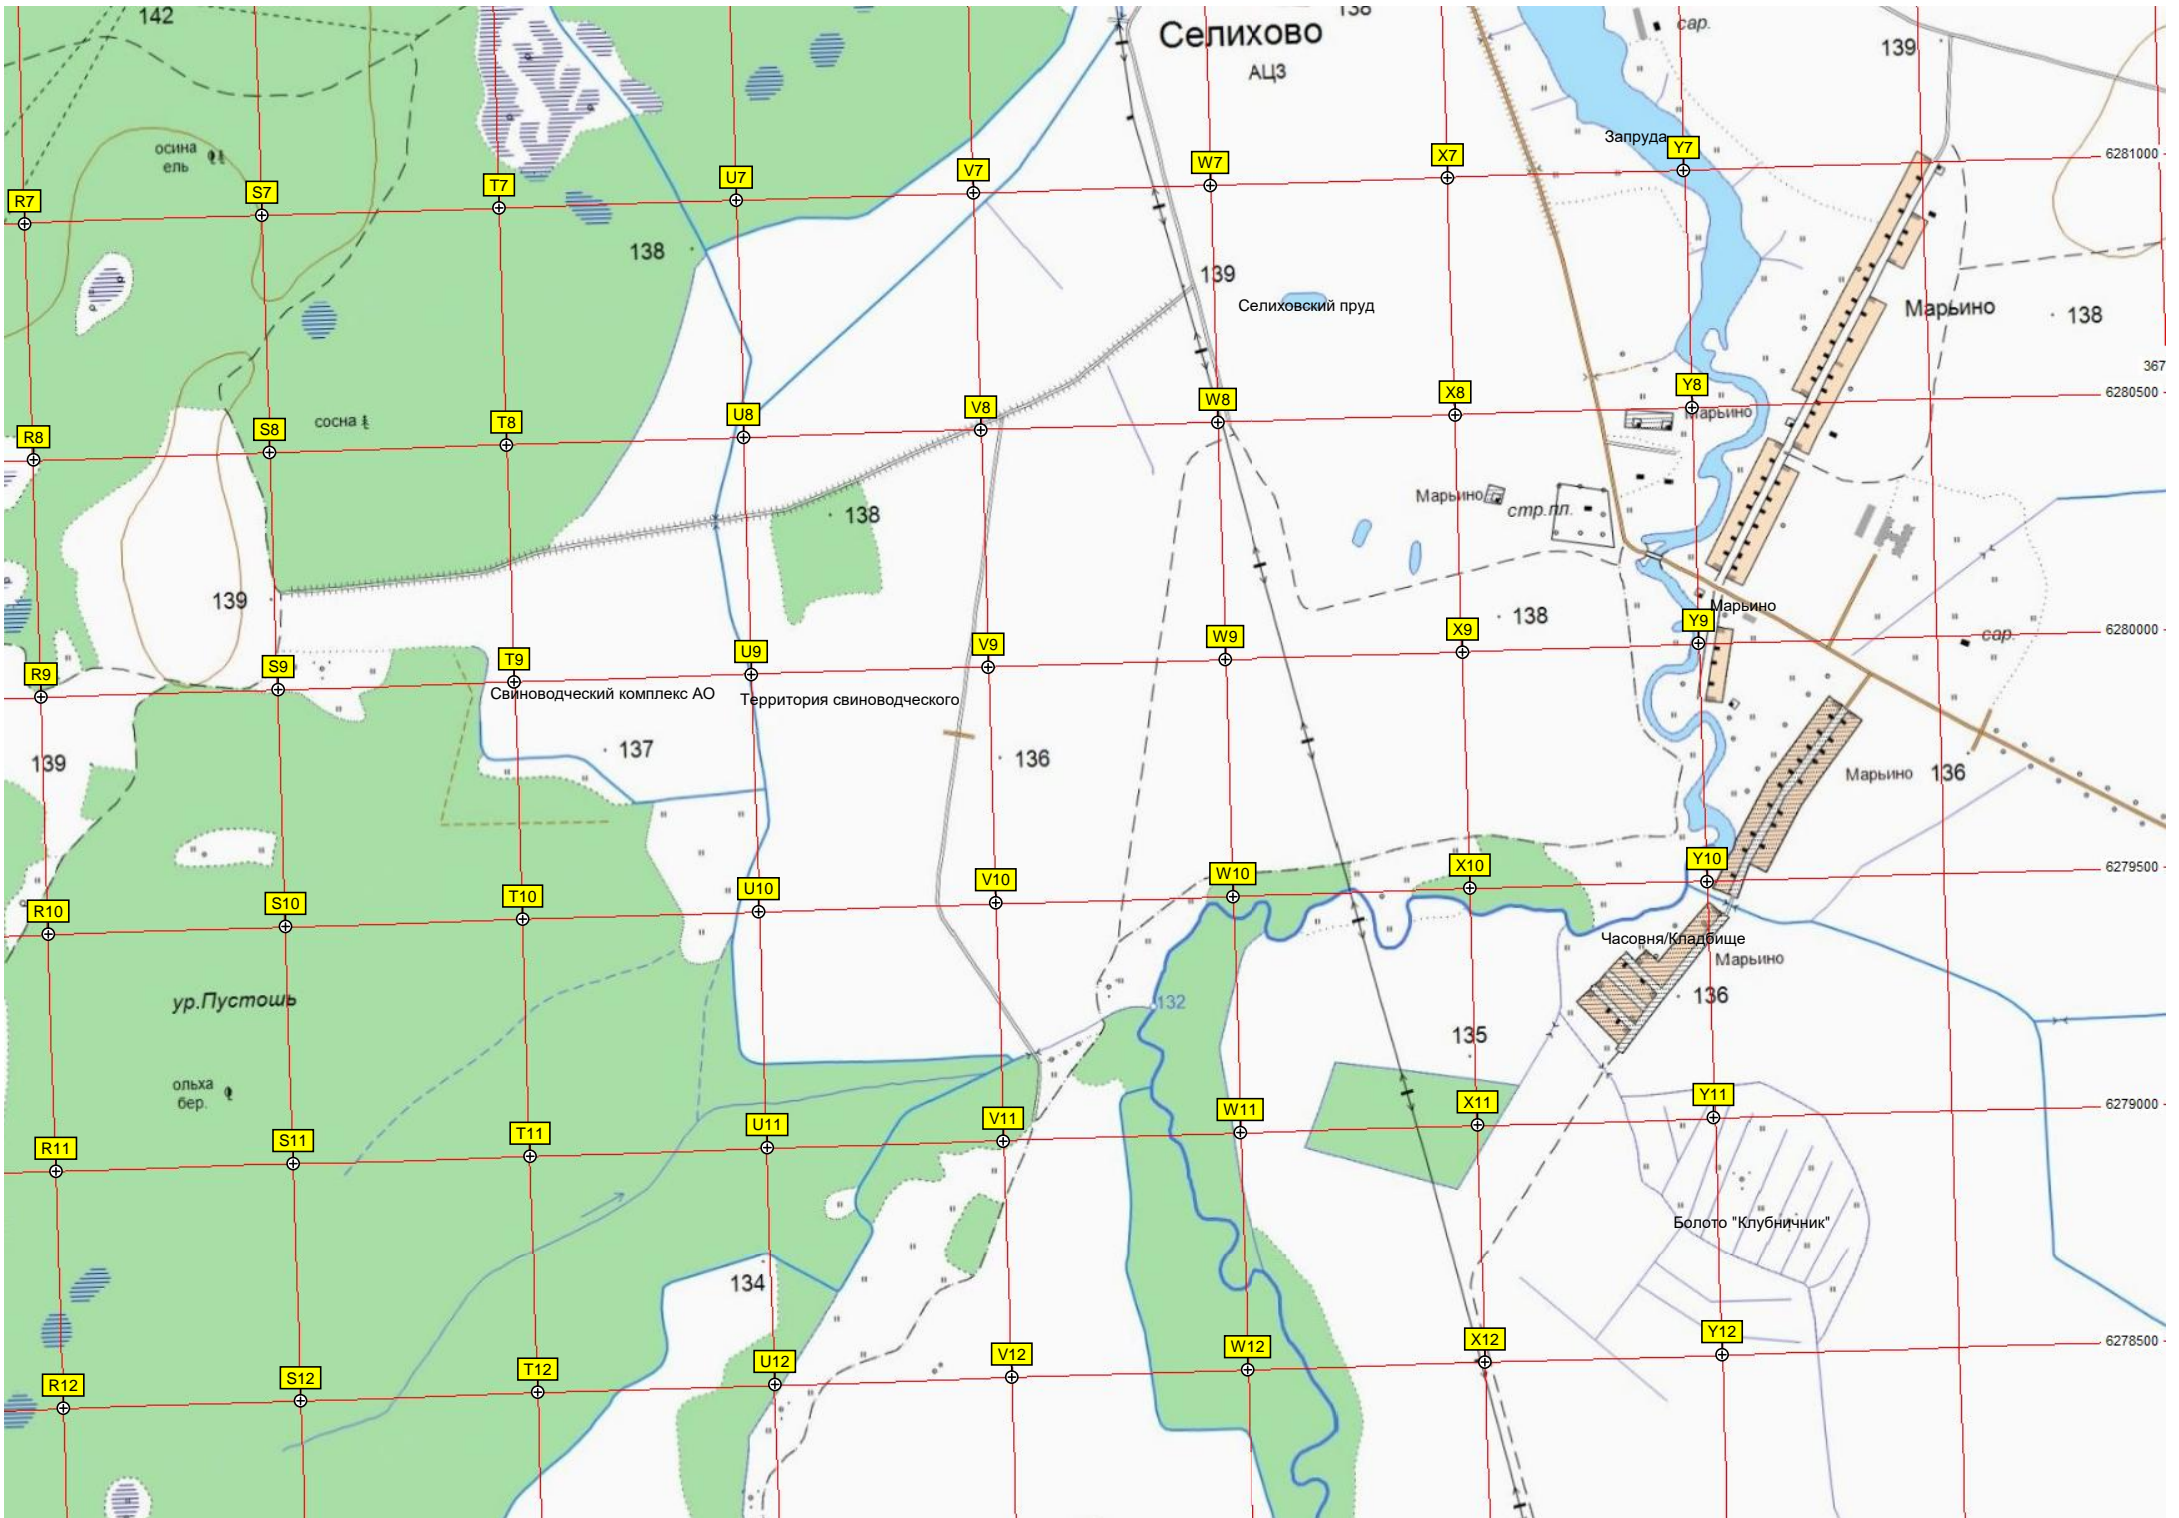 142
138
Селихово
АЦЗ
сар.
139
осина
ель
Запруда
Y7
X7
W7
V7
U7
T7
S7
R7
6281000
138
139
Селиховский пруд
Марьино
138
367
Y8
X8
W8
V8
U8
T8
S8
R8
6280500
Марьино
сосна
138
Марьино
стр.пл.
139
138
Марьино
сар.
Y9
X9
W9
V9
U9
T9
S9
R9
6280000
Свиноводческий комплекс АО
Территория свиноводческого
137
136
139
Марьино
136
Y10
X10
W10
V10
U10
T10
S10
R10
6279500
Часовня/Кладбище
Марьино
136
ур.Пустошь
132
135
ольха
бер.
Y11
X11
W11
V11
U11
T11
S11
R11
6279000
Болото "Клубничник"
134
Y12
X12
W12
V12
U12
T12
S12
R12
6278500